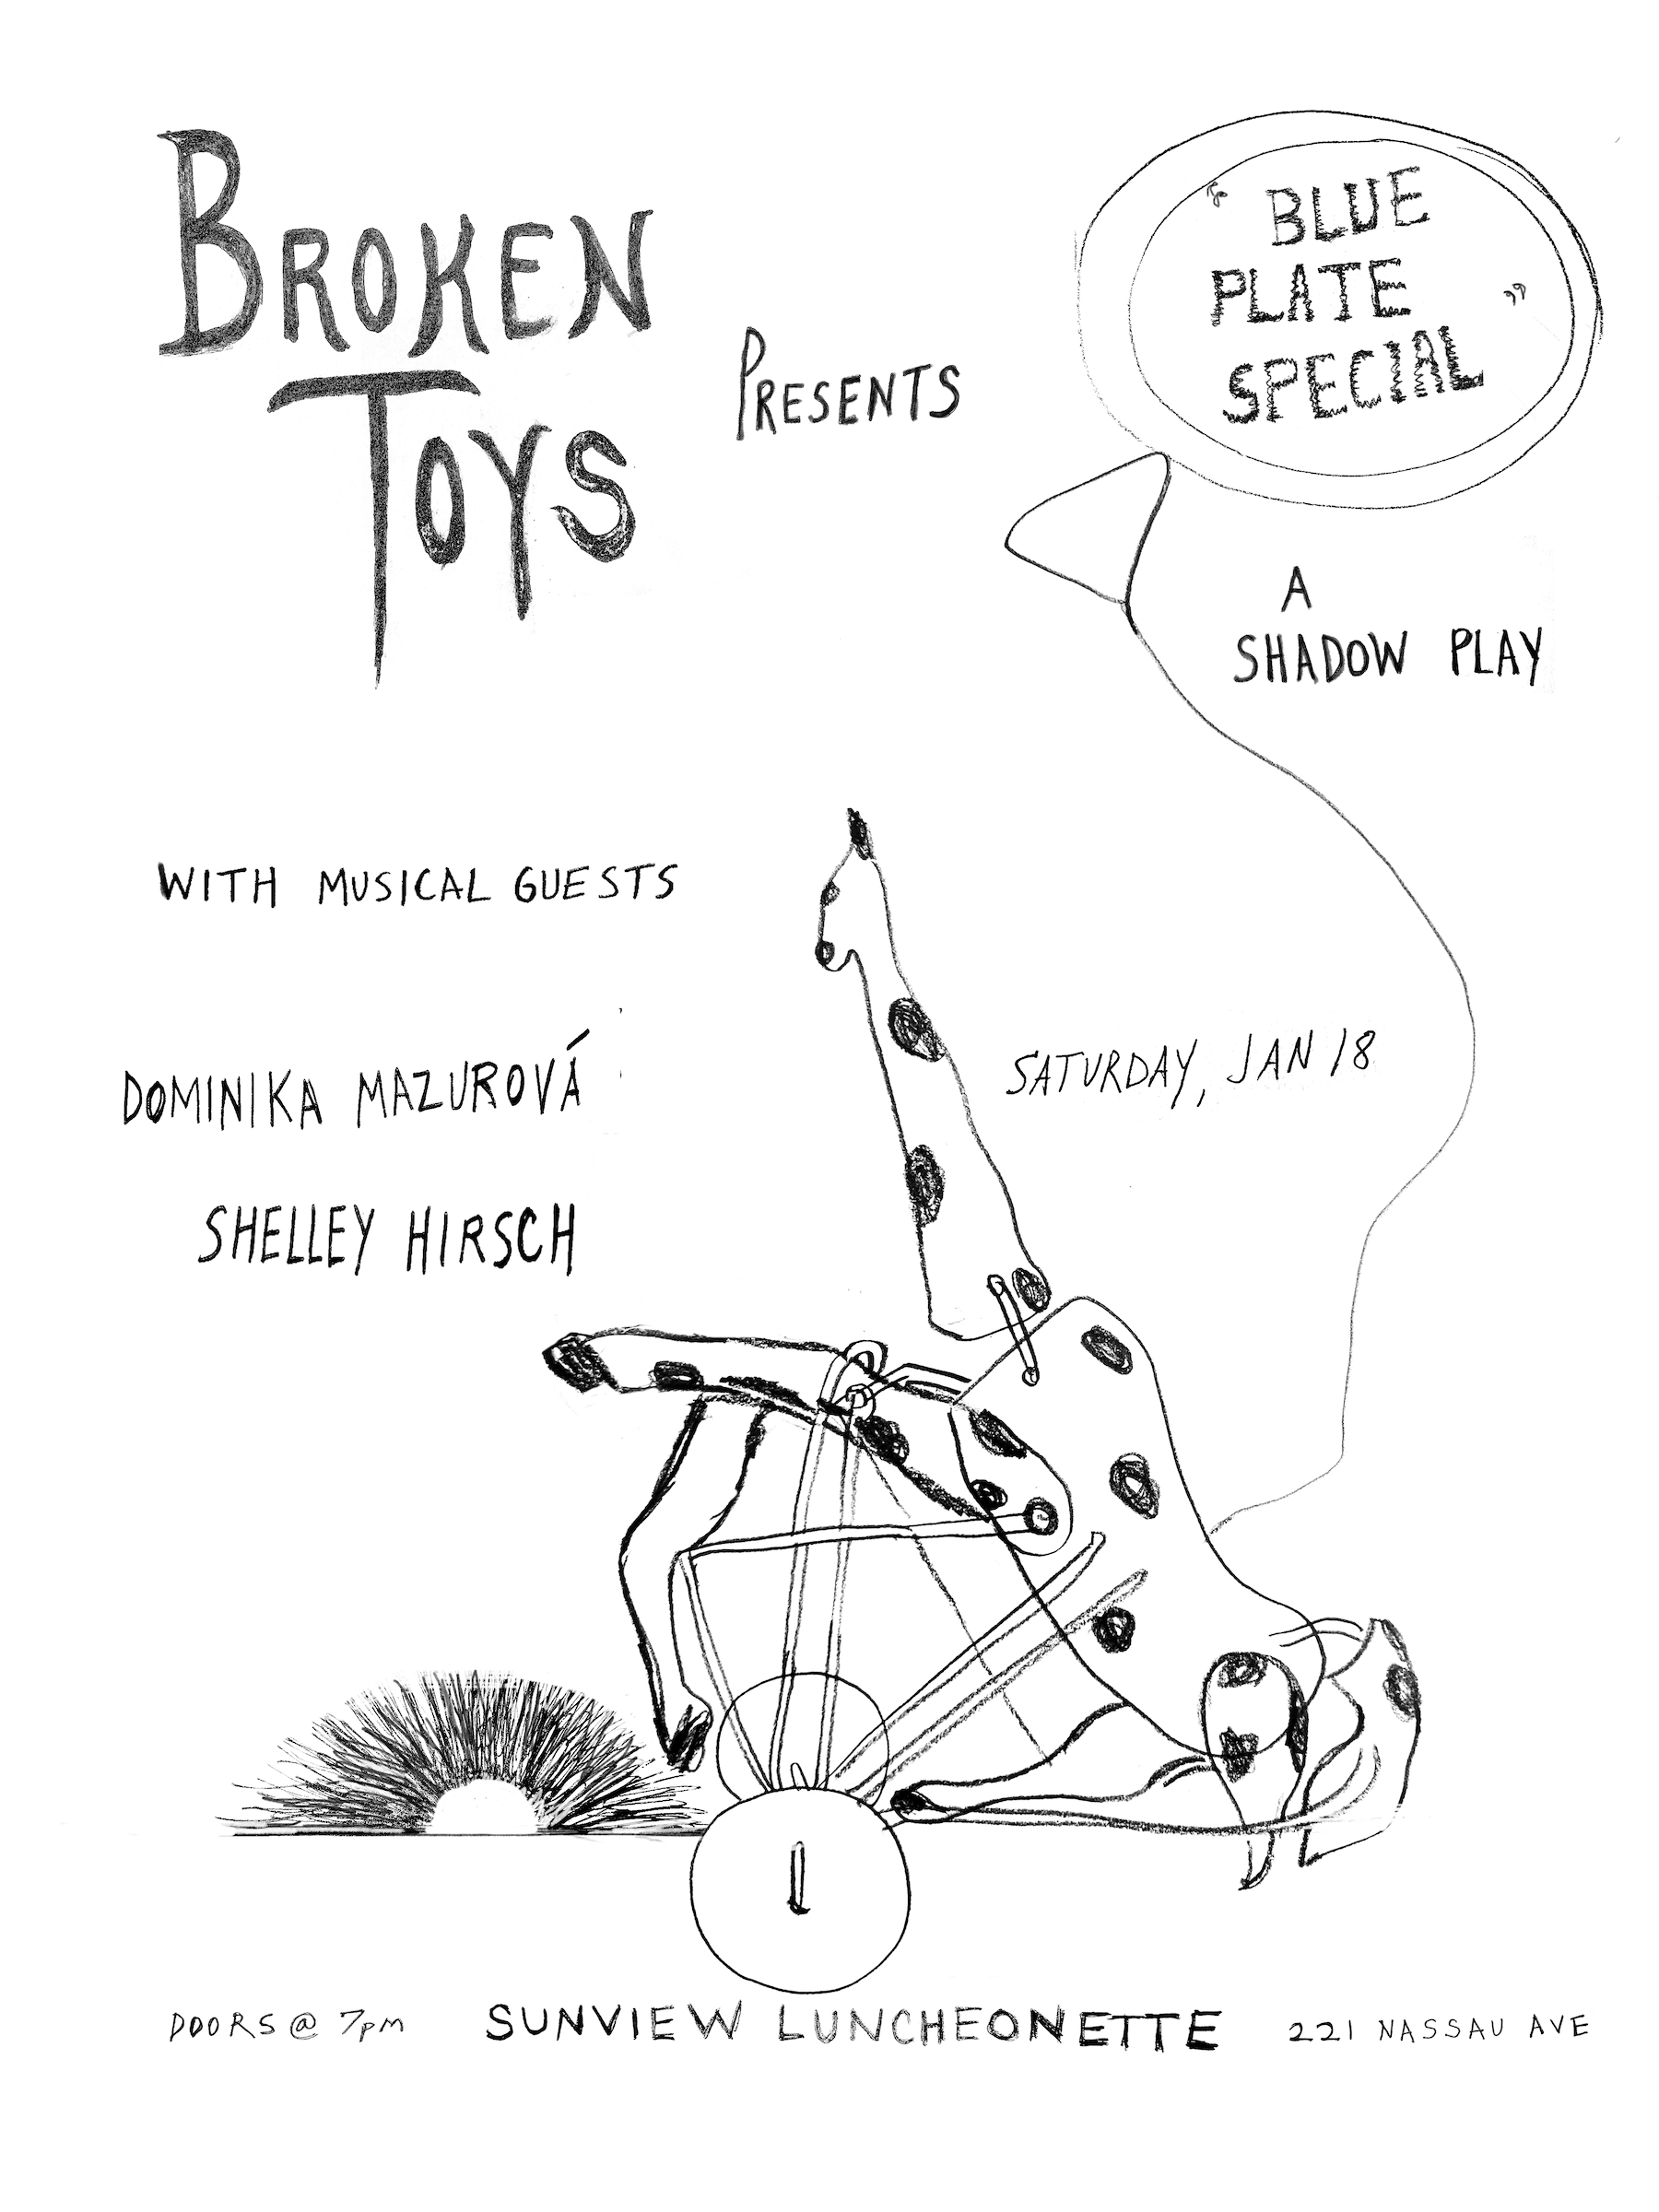 BROKEN
TOYS
PRESENTS
"BLUE
PLATE
SPECIAL"
A
SHADOW PLAY
WITH MUSICAL GUESTS
DOMINIKA MAZUROVÁ
SHELLEY HIRSCH
SATURDAY, JAN 18
DOORS @ 7pm SUNVIEW LUNCHEONETTE 221 NASSAU AVE